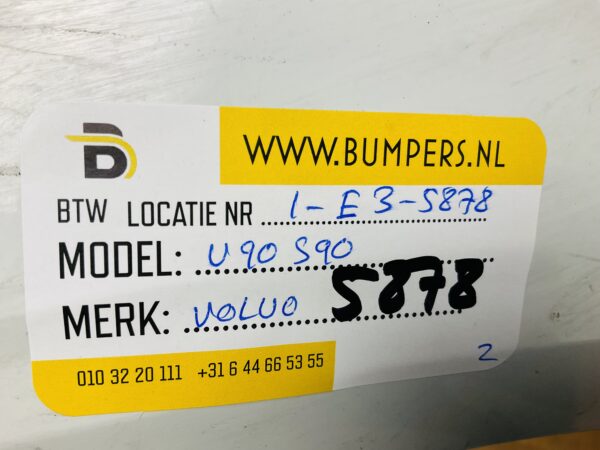 B
WWW.BUMPERS.NL
BTW LOCATIE NR 1-E3-5878
MODEL: V90 S90
MERK: VOLVO 5878
010 32 20 111 +31 6 44 66 53 55
2